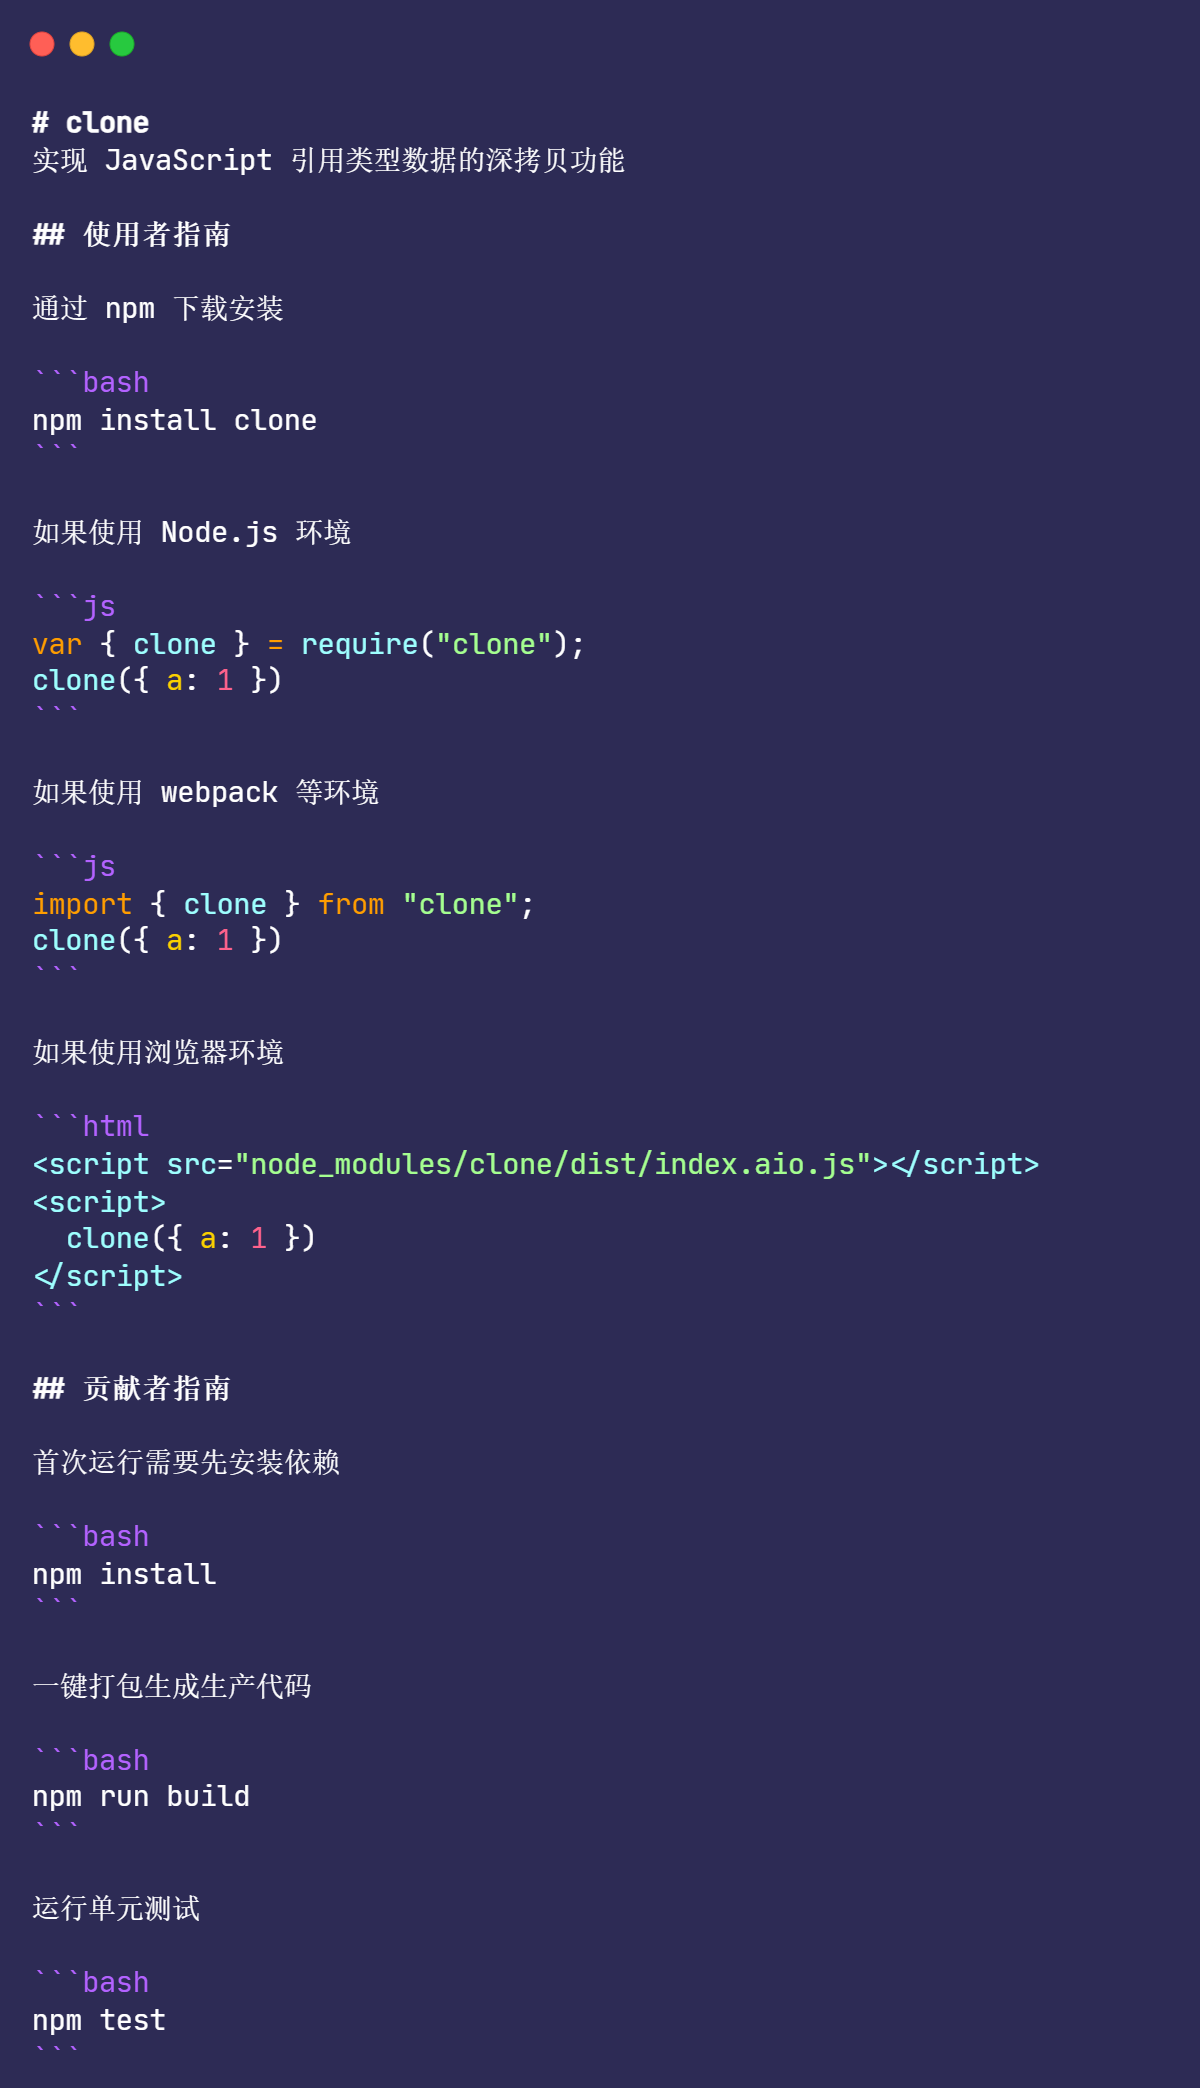 # clone
实现 JavaScript 引用类型数据的深拷贝功能
## 使用者指南
通过 npm 下载安装
```bash
npm install clone
```
如果使用 Node.js 环境
```js
var { clone } = require("clone");
clone({ a: 1 })
```
如果使用 webpack 等环境
```js
import { clone } from "clone";
clone({ a: 1 })
```
如果使用浏览器环境
```html
<script src="node_modules/clone/dist/index.aio.js"></script>
<script>
  clone({ a: 1 })
</script>
```
## 贡献者指南
首次运行需要先安装依赖
```bash
npm install
```
一键打包生成生产代码
```bash
npm run build
```
运行单元测试
```bash
npm test
```